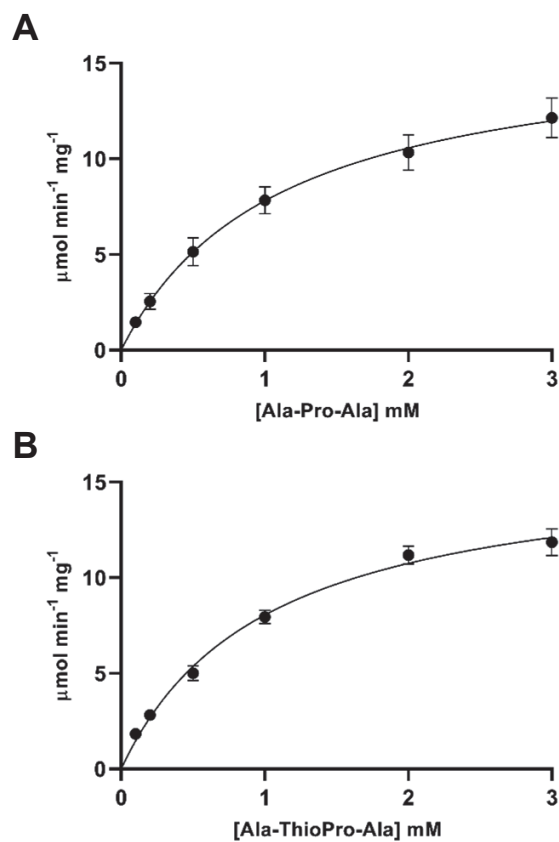 A
15
10
5
0
μmol min-1 mg-1
0 1 2 3
[Ala-Pro-Ala] mM
B
15
10
5
0
μmol min-1 mg-1
0 1 2 3
[Ala-ThioPro-Ala] mM